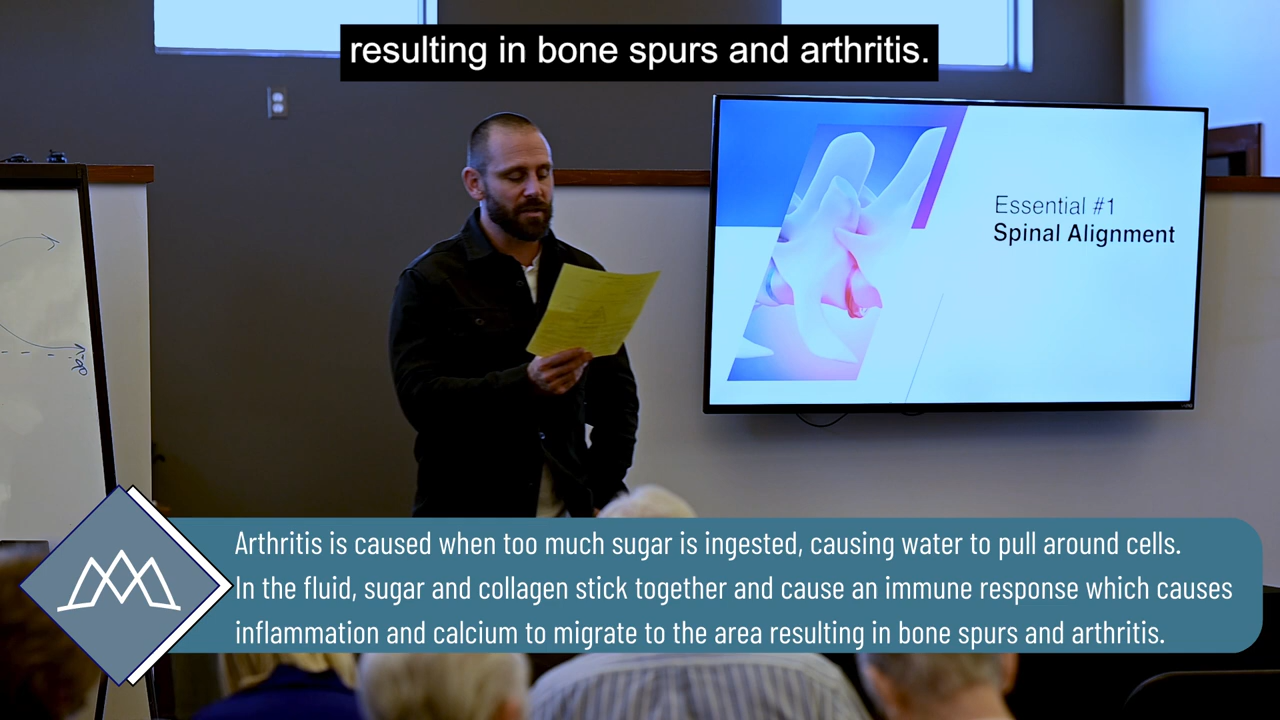 resulting in bone spurs and arthritis.
Essential #1
Spinal Alignment
Arthritis is caused when too much sugar is ingested, causing water to pull around cells.
In the fluid, sugar and collagen stick together and cause an immune response which causes
inflammation and calcium to migrate to the area resulting in bone spurs and arthritis.